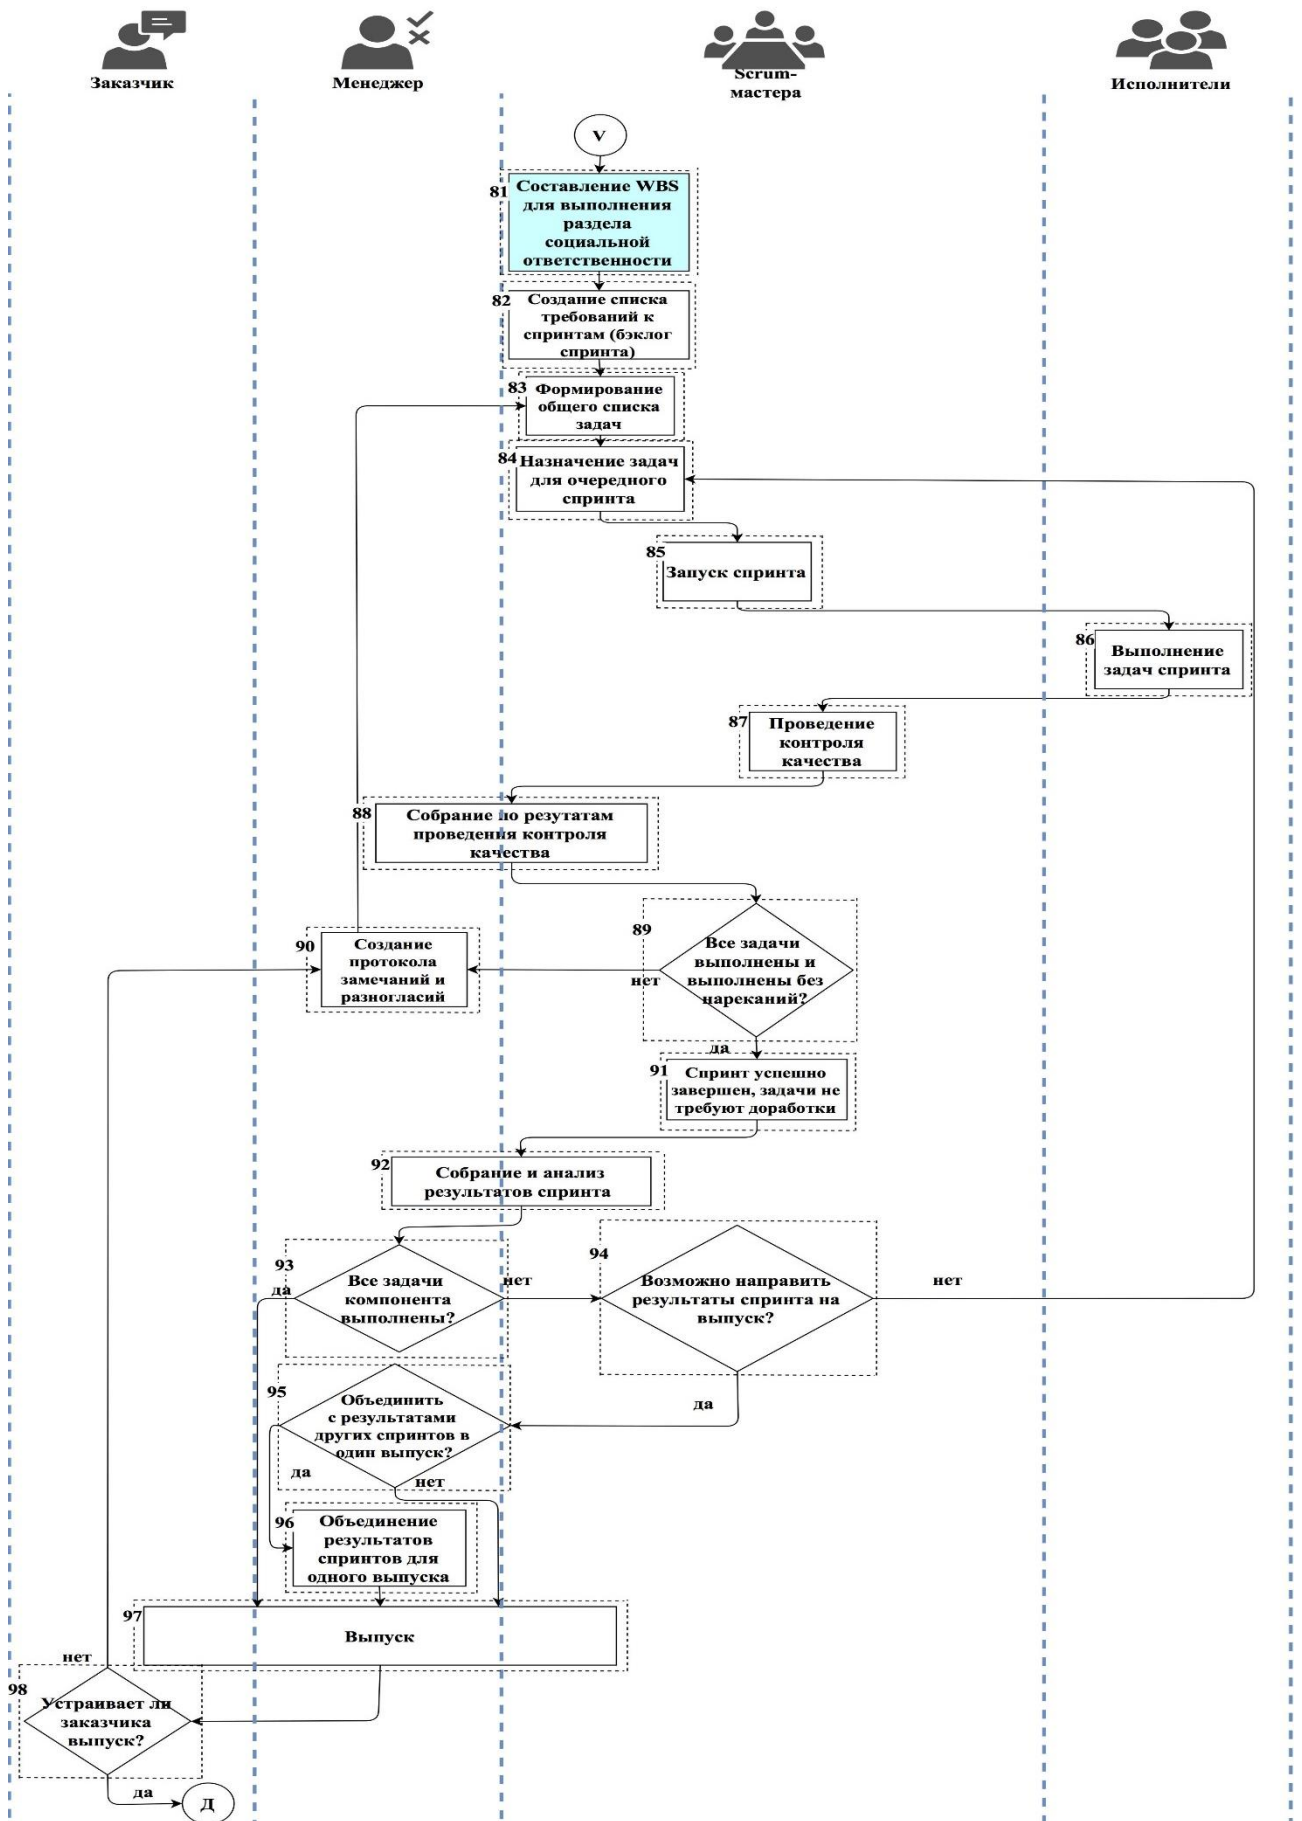 Заказчик
Менеджер
Scrum-
мастера
Исполнители
V
81
Составление WBS
для выполнения
раздела
социальной
ответственности
82
Создание списка
требований к
спринтам (бэклог
спринта)
83
Формирование
общего списка
задач
84
Назначение задач
для очередного
спринта
85
Запуск спринта
86
Выполнение
задач спринта
87
Проведение
контроля
качества
88
Собрание по резутатам
проведения контроля
качества
89
Все задачи
выполнены и
выполнены без
нареканий?
нет
да
90
Создание
протокола
замечаний и
разногласий
91
Спринт успешно
завершен, задачи не
требуют доработки
92
Собрание и анализ
результатов спринта
93
Все задачи
компонента
выполнены?
да
нет
94
Возможно направить
результаты спринта на
выпуск?
нет
да
95
Объединить
с результатами
других спринтов в
один выпуск?
да
нет
96
Объединение
результатов
спринтов для
одного выпуска
97
Выпуск
нет
98
Устраивает ли
заказчика
выпуск?
да
Д